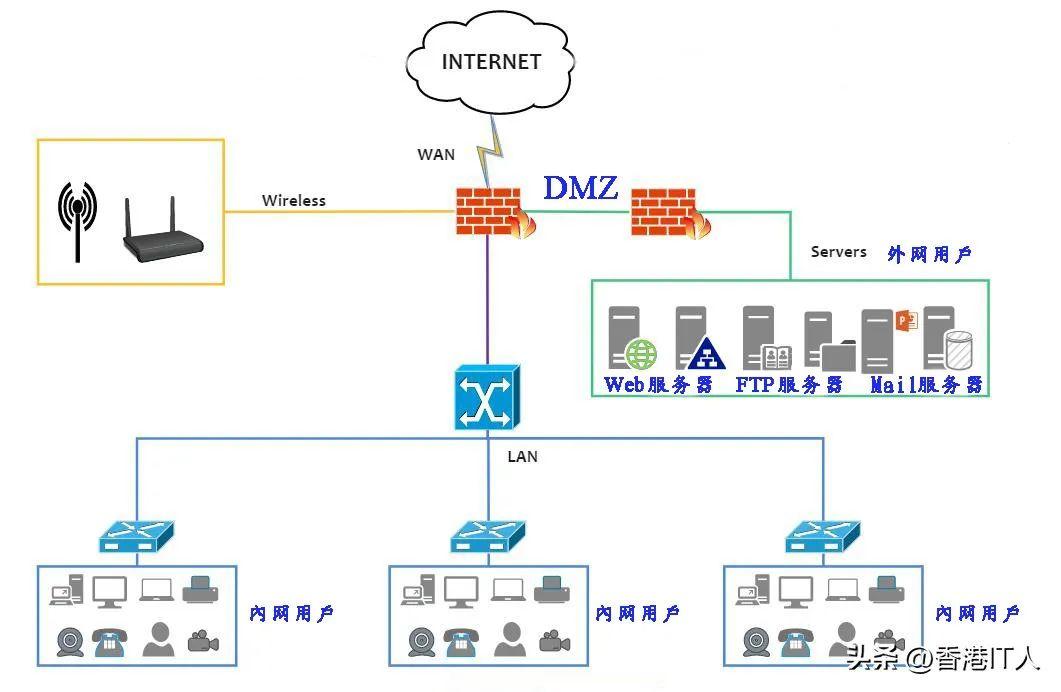 INTERNET
WAN
DMZ
Wireless
Servers
外网用户
P
Web服务器
FTP服务器
Mail服务器
LAN
内网用户
内网用户
内网用户
头条 @香港IT人